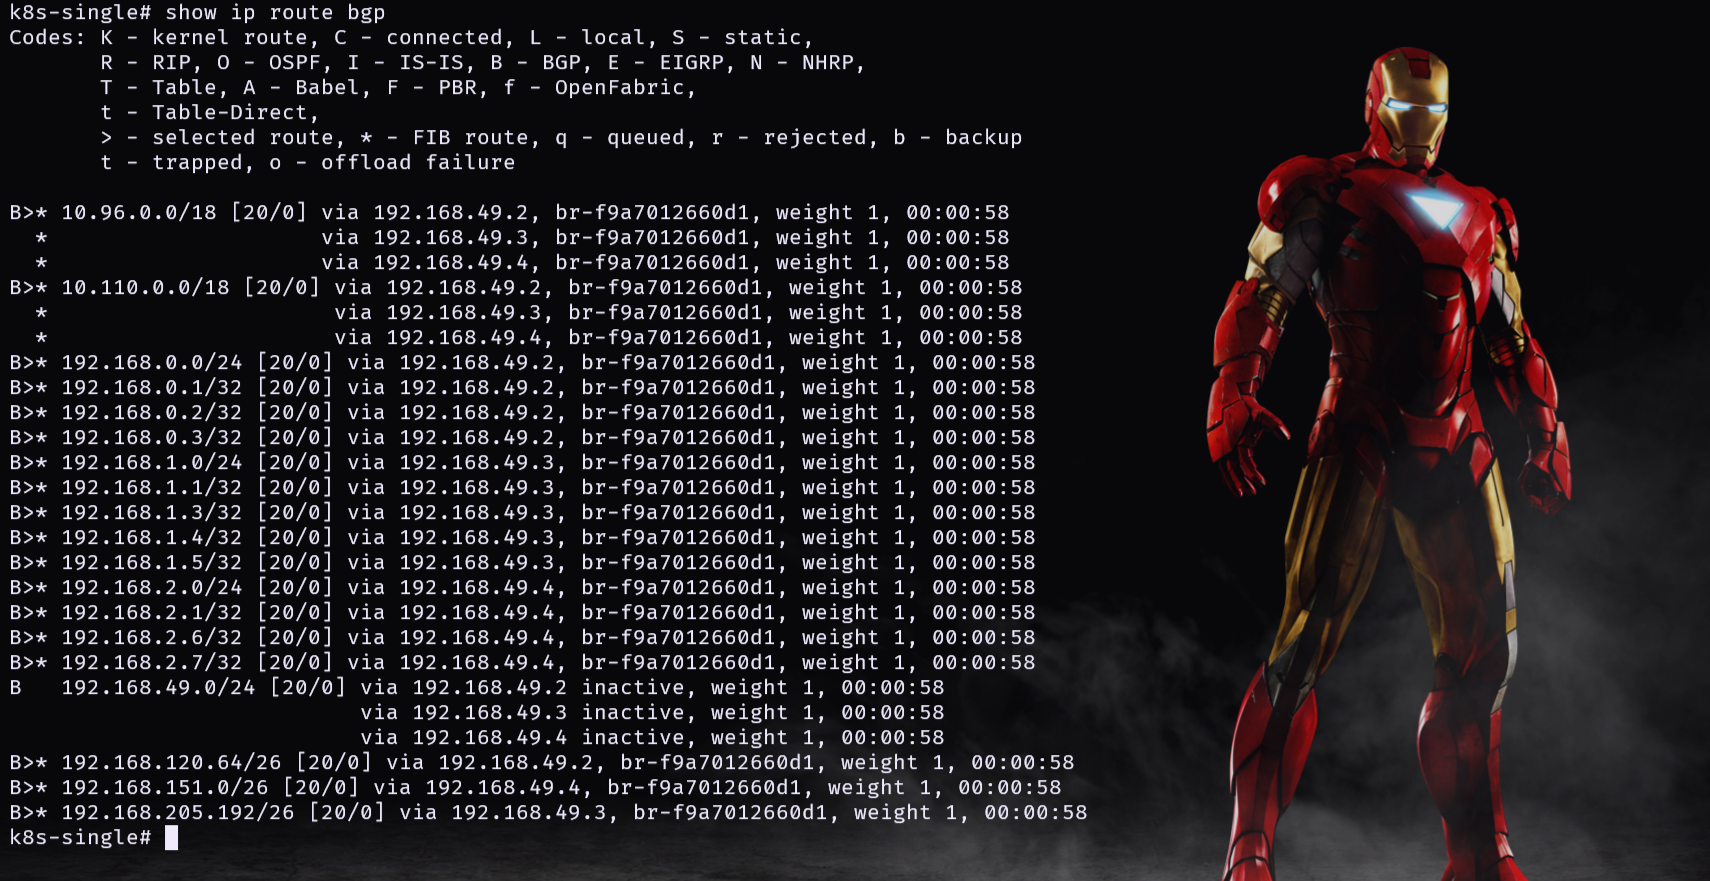 k8s-single# show ip route bgp
Codes: K - kernel route, C - connected, L - local, S - static,
       R - RIP, O - OSPF, I - IS-IS, B - BGP, E - EIGRP, N - NHRP,
       T - Table, A - Babel, F - PBR, f - OpenFabric,
       t - Table-Direct,
       > - selected route, * - FIB route, q - queued, r - rejected, b - backup
       t - trapped, o - offload failure

B>* 10.96.0.0/18 [20/0] via 192.168.49.2, br-f9a7012660d1, weight 1, 00:00:58
  *                     via 192.168.49.3, br-f9a7012660d1, weight 1, 00:00:58
  *                     via 192.168.49.4, br-f9a7012660d1, weight 1, 00:00:58
B>* 10.110.0.0/18 [20/0] via 192.168.49.2, br-f9a7012660d1, weight 1, 00:00:58
  *                      via 192.168.49.3, br-f9a7012660d1, weight 1, 00:00:58
  *                      via 192.168.49.4, br-f9a7012660d1, weight 1, 00:00:58
B>* 192.168.0.0/24 [20/0] via 192.168.49.2, br-f9a7012660d1, weight 1, 00:00:58
B>* 192.168.0.1/32 [20/0] via 192.168.49.2, br-f9a7012660d1, weight 1, 00:00:58
B>* 192.168.0.2/32 [20/0] via 192.168.49.2, br-f9a7012660d1, weight 1, 00:00:58
B>* 192.168.0.3/32 [20/0] via 192.168.49.2, br-f9a7012660d1, weight 1, 00:00:58
B>* 192.168.1.0/24 [20/0] via 192.168.49.3, br-f9a7012660d1, weight 1, 00:00:58
B>* 192.168.1.1/32 [20/0] via 192.168.49.3, br-f9a7012660d1, weight 1, 00:00:58
B>* 192.168.1.3/32 [20/0] via 192.168.49.3, br-f9a7012660d1, weight 1, 00:00:58
B>* 192.168.1.4/32 [20/0] via 192.168.49.3, br-f9a7012660d1, weight 1, 00:00:58
B>* 192.168.1.5/32 [20/0] via 192.168.49.3, br-f9a7012660d1, weight 1, 00:00:58
B>* 192.168.2.0/24 [20/0] via 192.168.49.4, br-f9a7012660d1, weight 1, 00:00:58
B>* 192.168.2.1/32 [20/0] via 192.168.49.4, br-f9a7012660d1, weight 1, 00:00:58
B>* 192.168.2.6/32 [20/0] via 192.168.49.4, br-f9a7012660d1, weight 1, 00:00:58
B>* 192.168.2.7/32 [20/0] via 192.168.49.4, br-f9a7012660d1, weight 1, 00:00:58
B   192.168.49.0/24 [20/0] via 192.168.49.2 inactive, weight 1, 00:00:58
                           via 192.168.49.3 inactive, weight 1, 00:00:58
                           via 192.168.49.4 inactive, weight 1, 00:00:58
B>* 192.168.120.64/26 [20/0] via 192.168.49.2, br-f9a7012660d1, weight 1, 00:00:58
B>* 192.168.151.0/26 [20/0] via 192.168.49.4, br-f9a7012660d1, weight 1, 00:00:58
B>* 192.168.205.192/26 [20/0] via 192.168.49.3, br-f9a7012660d1, weight 1, 00:00:58
k8s-single#